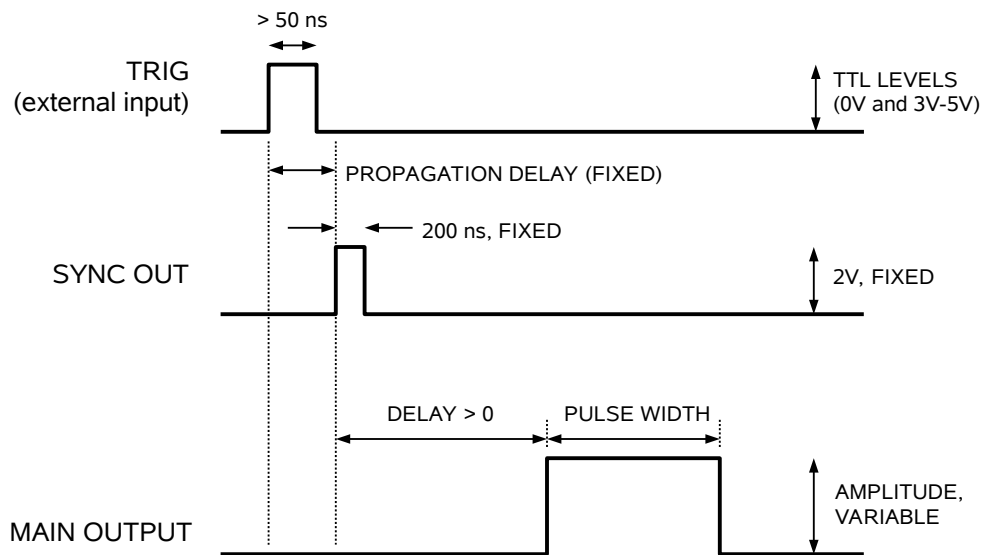 > 50 ns
TRIG
(external input)
TTL LEVELS
(0V and 3V-5V)
PROPAGATION DELAY (FIXED)
200 ns, FIXED
SYNC OUT
2V, FIXED
DELAY > 0
PULSE WIDTH
AMPLITUDE,
VARIABLE
MAIN OUTPUT